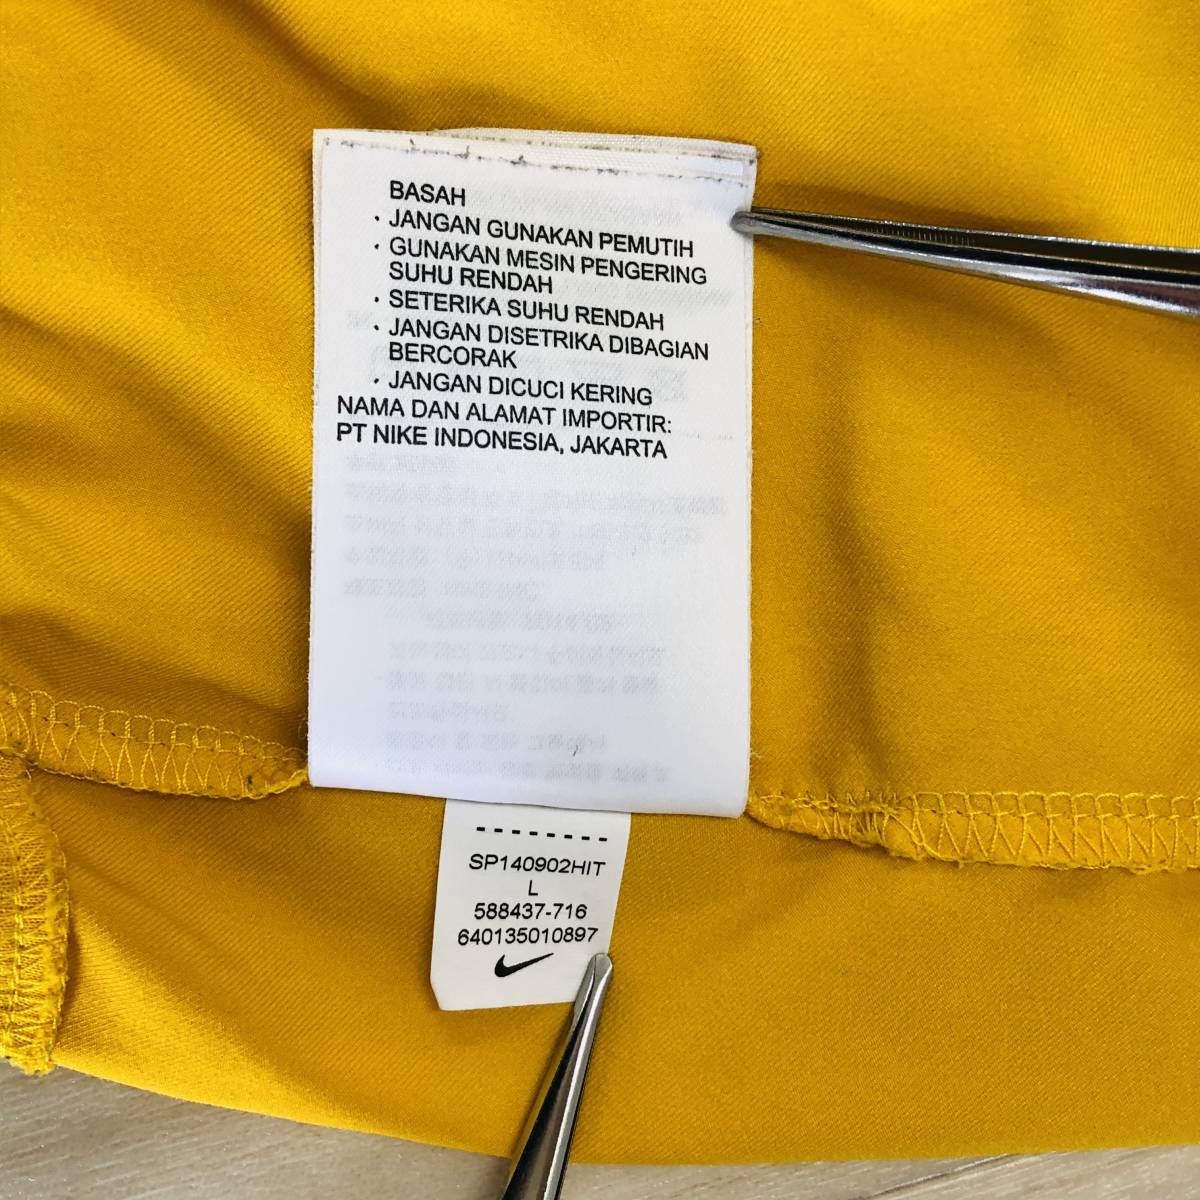 BASAH
· JANGAN GUNAKAN PEMUTIH
· GUNAKAN MESIN PENGERING
SUHU RENDAH
· SETERIKA SUHU RENDAH
· JANGAN DISETRIKA DIBAGIAN
BERCORAK
· JANGAN DICUCI KERING
NAMA DAN ALAMAT IMPORTIR:
PT NIKE INDONESIA, JAKARTA
SP140902HIT
L
588437-716
640135010897